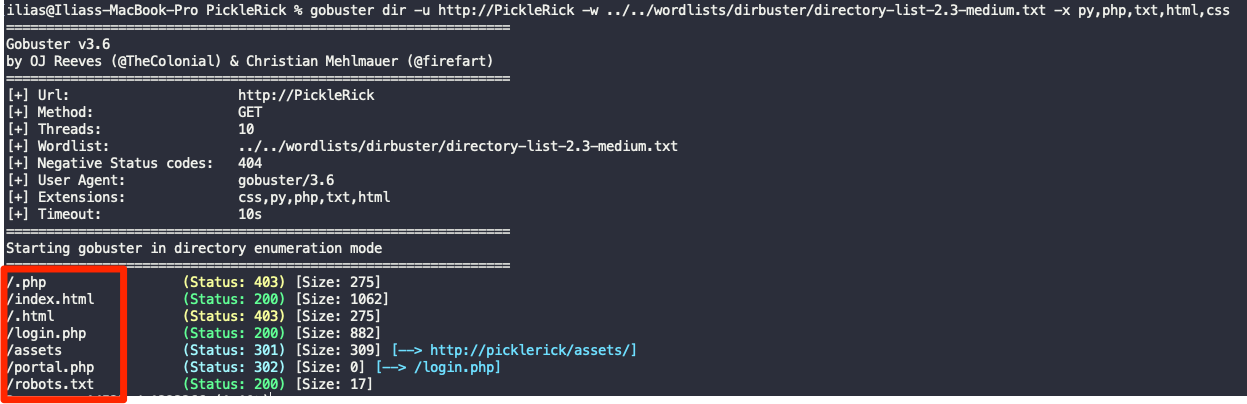 ilias@Iliass-MacBook-Pro PickleRick % gobuster dir -u http://PickleRick -w ../../wordlists/dirbuster/directory-list-2.3-medium.txt -x py,php,txt,html,css
===============================================================
Gobuster v3.6
by OJ Reeves (@TheColonial) & Christian Mehlmauer (@firefart)
===============================================================
[+] Url:                     http://PickleRick
[+] Method:                  GET
[+] Threads:                 10
[+] Wordlist:                ../../wordlists/dirbuster/directory-list-2.3-medium.txt
[+] Negative Status codes:   404
[+] User Agent:              gobuster/3.6
[+] Extensions:              css,py,php,txt,html
[+] Timeout:                 10s
===============================================================
Starting gobuster in directory enumeration mode
===============================================================
/.php                 (Status: 403) [Size: 275]
/index.html           (Status: 200) [Size: 1062]
/.html                (Status: 403) [Size: 275]
/login.php            (Status: 200) [Size: 882]
/assets               (Status: 301) [Size: 309] [--> http://picklerick/assets/]
/portal.php           (Status: 302) [Size: 0] [--> /login.php]
/robots.txt           (Status: 200) [Size: 17]